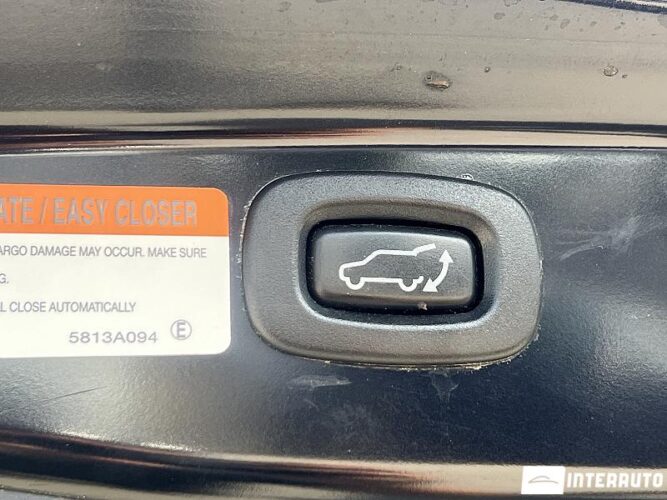 ATE / EASY CLOSER
ARGO DAMAGE MAY OCCUR. MAKE SURE
G.
L CLOSE AUTOMATICALLY
5813A094 E
INTERAUTO